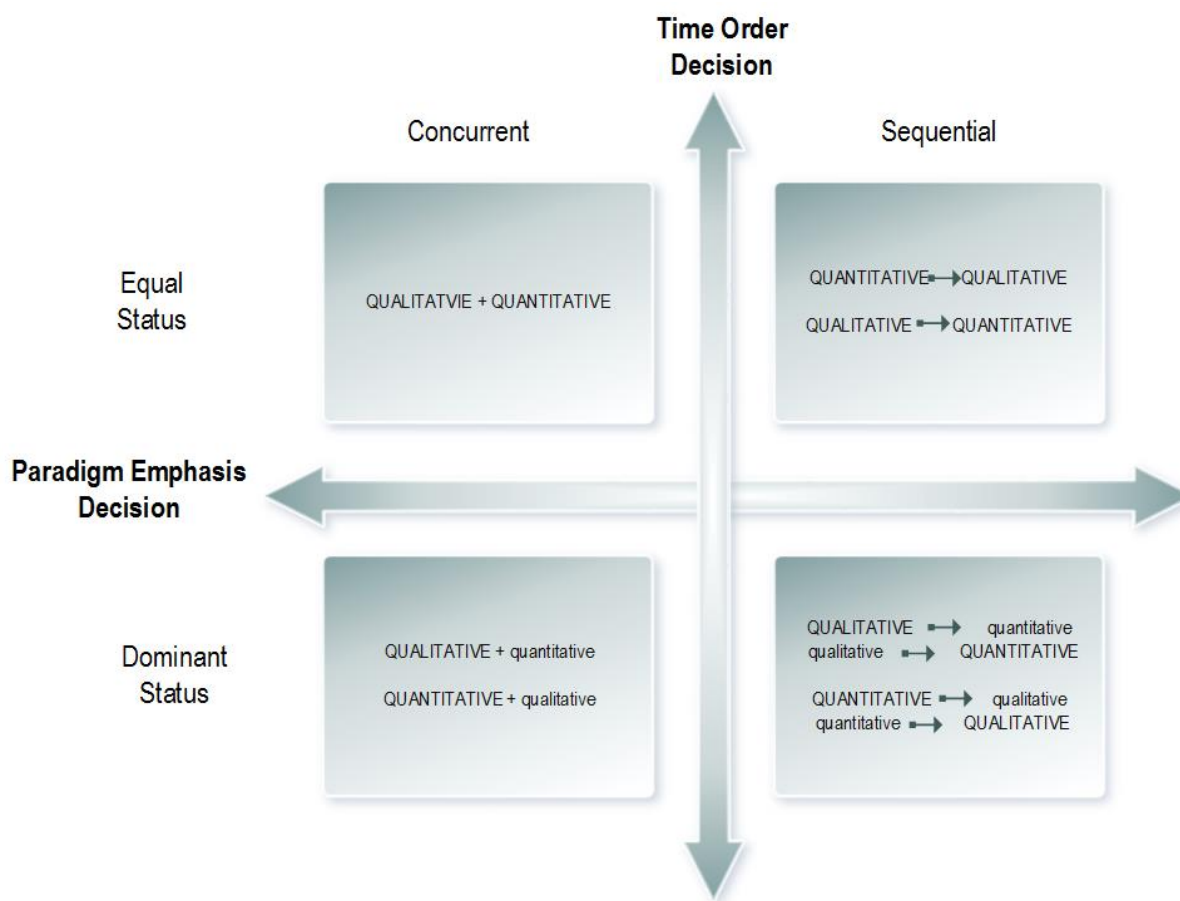 Time Order
Decision
Concurrent
Sequential
Equal
Status
QUALITATVIE + QUANTITATIVE
QUANTITATIVE QUALITATIVE
QUALITATIVE QUANTITATIVE
Paradigm Emphasis
Decision
Dominant
Status
QUALITATIVE + quantitative
QUANTITATIVE + qualitative
QUALITATIVE quantitative
qualitative QUANTITATIVE
QUANTITATIVE qualitative
quantitative QUALITATIVE